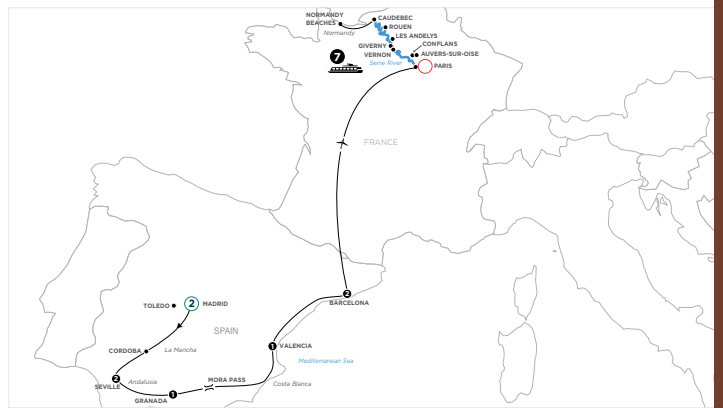 NORMANDY
BEACHES
CAUDEBEC
Normandy
ROUEN
LES ANDELYS
GIVERNY
CONFLANS
VERNON
AUVERS-SUR-OISE
7
Seine River
PARIS
FRANCE
TOLEDO
2
MADRID
2
BARCELONA
SPAIN
CORDOBA
La Mancha
1
VALENCIA
Mediterranean Sea
2
SEVILLE
Andalusia
MORA PASS
Costa Blanca
1
GRANADA